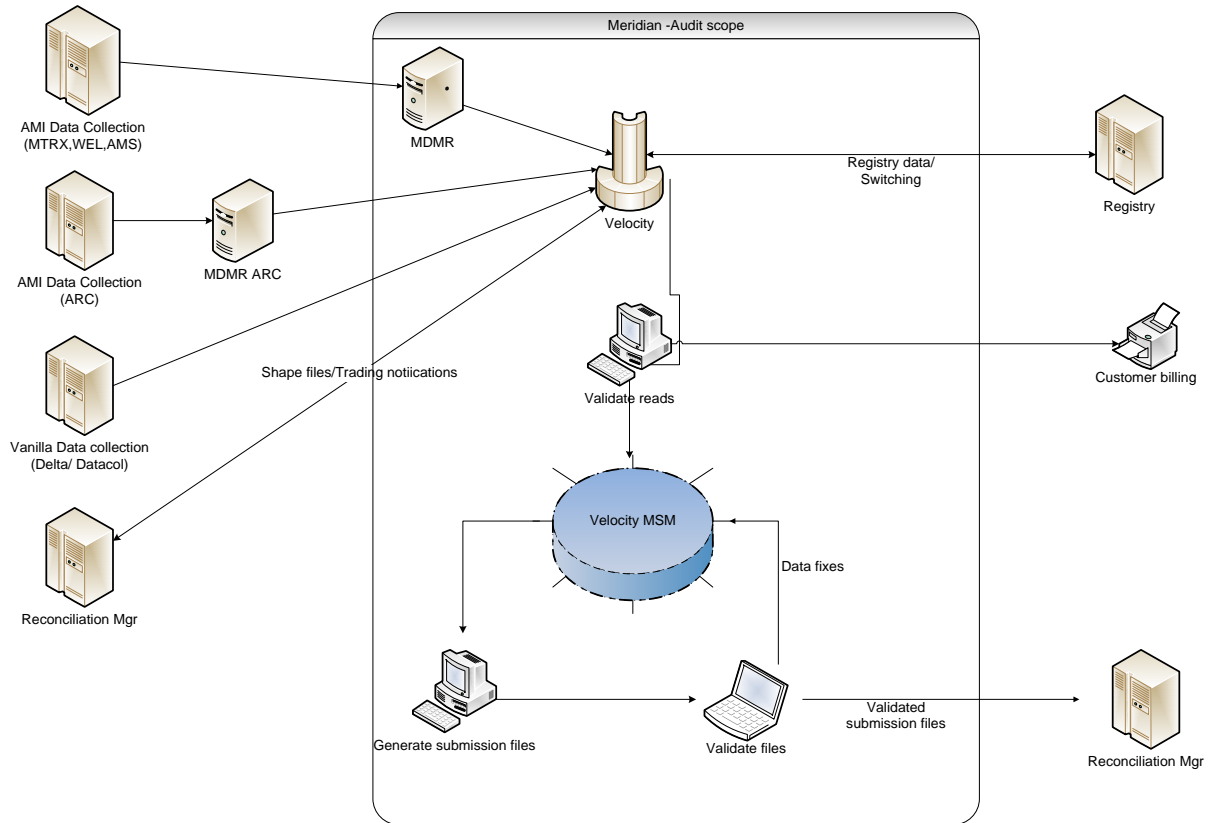 Meridian -Audit scope
AMI Data Collection
(MTRX,WEL,AMS)
MDMR
Registry data/
Switching
Registry
Velocity
AMI Data Collection
(ARC)
MDMR ARC
Shape files/Trading notiications
Validate reads
Customer billing
Vanilla Data collection
(Delta/ Datacol)
Velocity MSM
Data fixes
Reconciliation Mgr
Generate submission files
Validate files
Validated
submission files
Reconciliation Mgr